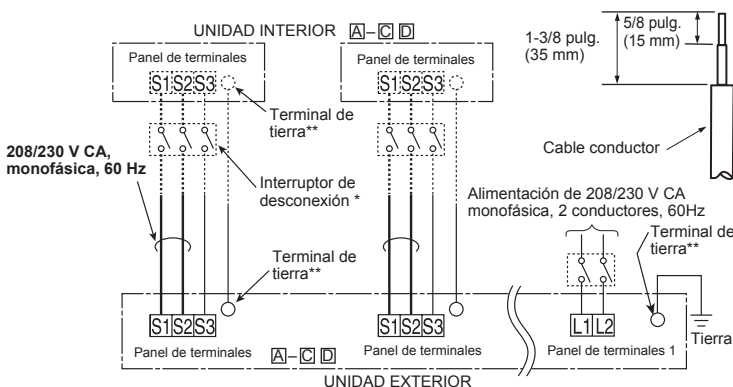 UNIDAD INTERIOR A–C D
Panel de terminales
S1 S2 S3
Panel de terminales
S1 S2 S3
Terminal de
tierra**
208/230 V CA,
monofásica, 60 Hz
Interruptor de
desconexión *
Terminal de
tierra**
1-3/8 pulg.
(35 mm)
5/8 pulg.
(15 mm)
Cable conductor
Alimentación de 208/230 V CA
monofásica, 2 conductores, 60Hz
Terminal de
tierra**
S1 S2 S3
Panel de terminales
A–C D
S1 S2 S3
Panel de terminales
L1 L2
Panel de terminales 1
Tierra
UNIDAD EXTERIOR